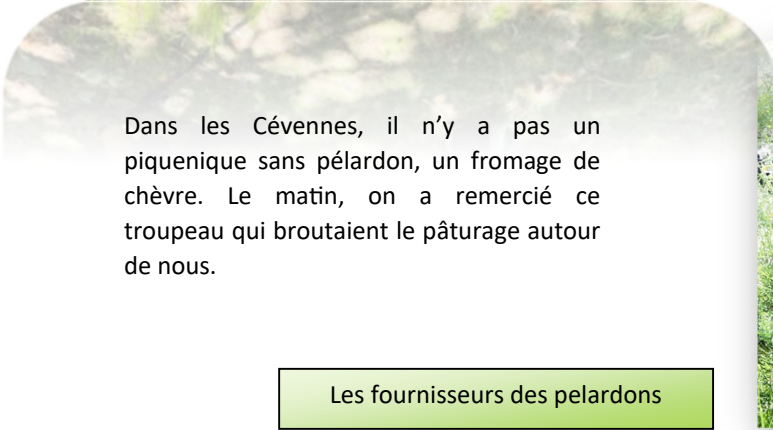 Dans les Cévennes, il n’y a pas un
piquenique sans pélardon, un fromage de
chèvre. Le matin, on a remercié ce
troupeau qui broutaient le pâturage autour
de nous.
Les fournisseurs des pelardons